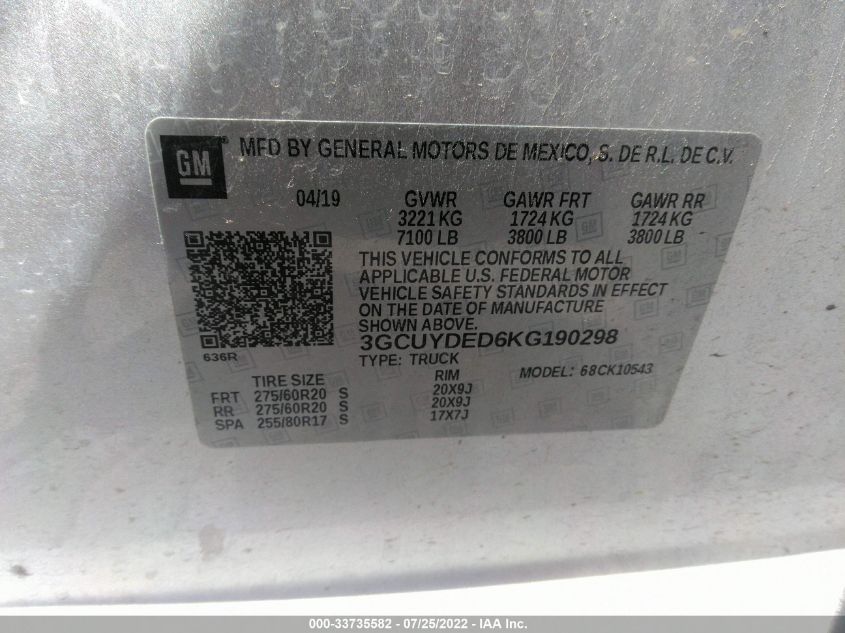 GM ® MFD BY GENERAL MOTORS DE MEXICO, S. DE R.L. DE C.V.
04/19 GVWR GAWR FRT GAWR RR
3221 KG 1724 KG 1724 KG
7100 LB 3800 LB 3800 LB
THIS VEHICLE CONFORMS TO ALL
APPLICABLE U.S. FEDERAL MOTOR
VEHICLE SAFETY STANDARDS IN EFFECT
ON THE DATE OF MANUFACTURE
SHOWN ABOVE.
3GCUYDED6KG190298
636R
TYPE: TRUCK MODEL: 68CK10543
TIRE SIZE RIM
FRT 275/60R20 S 20X9J
RR 275/60R20 S 20X9J
SPA 255/80R17 S 17X7J
000-33735582 - 07/25/2022 - IAA Inc.